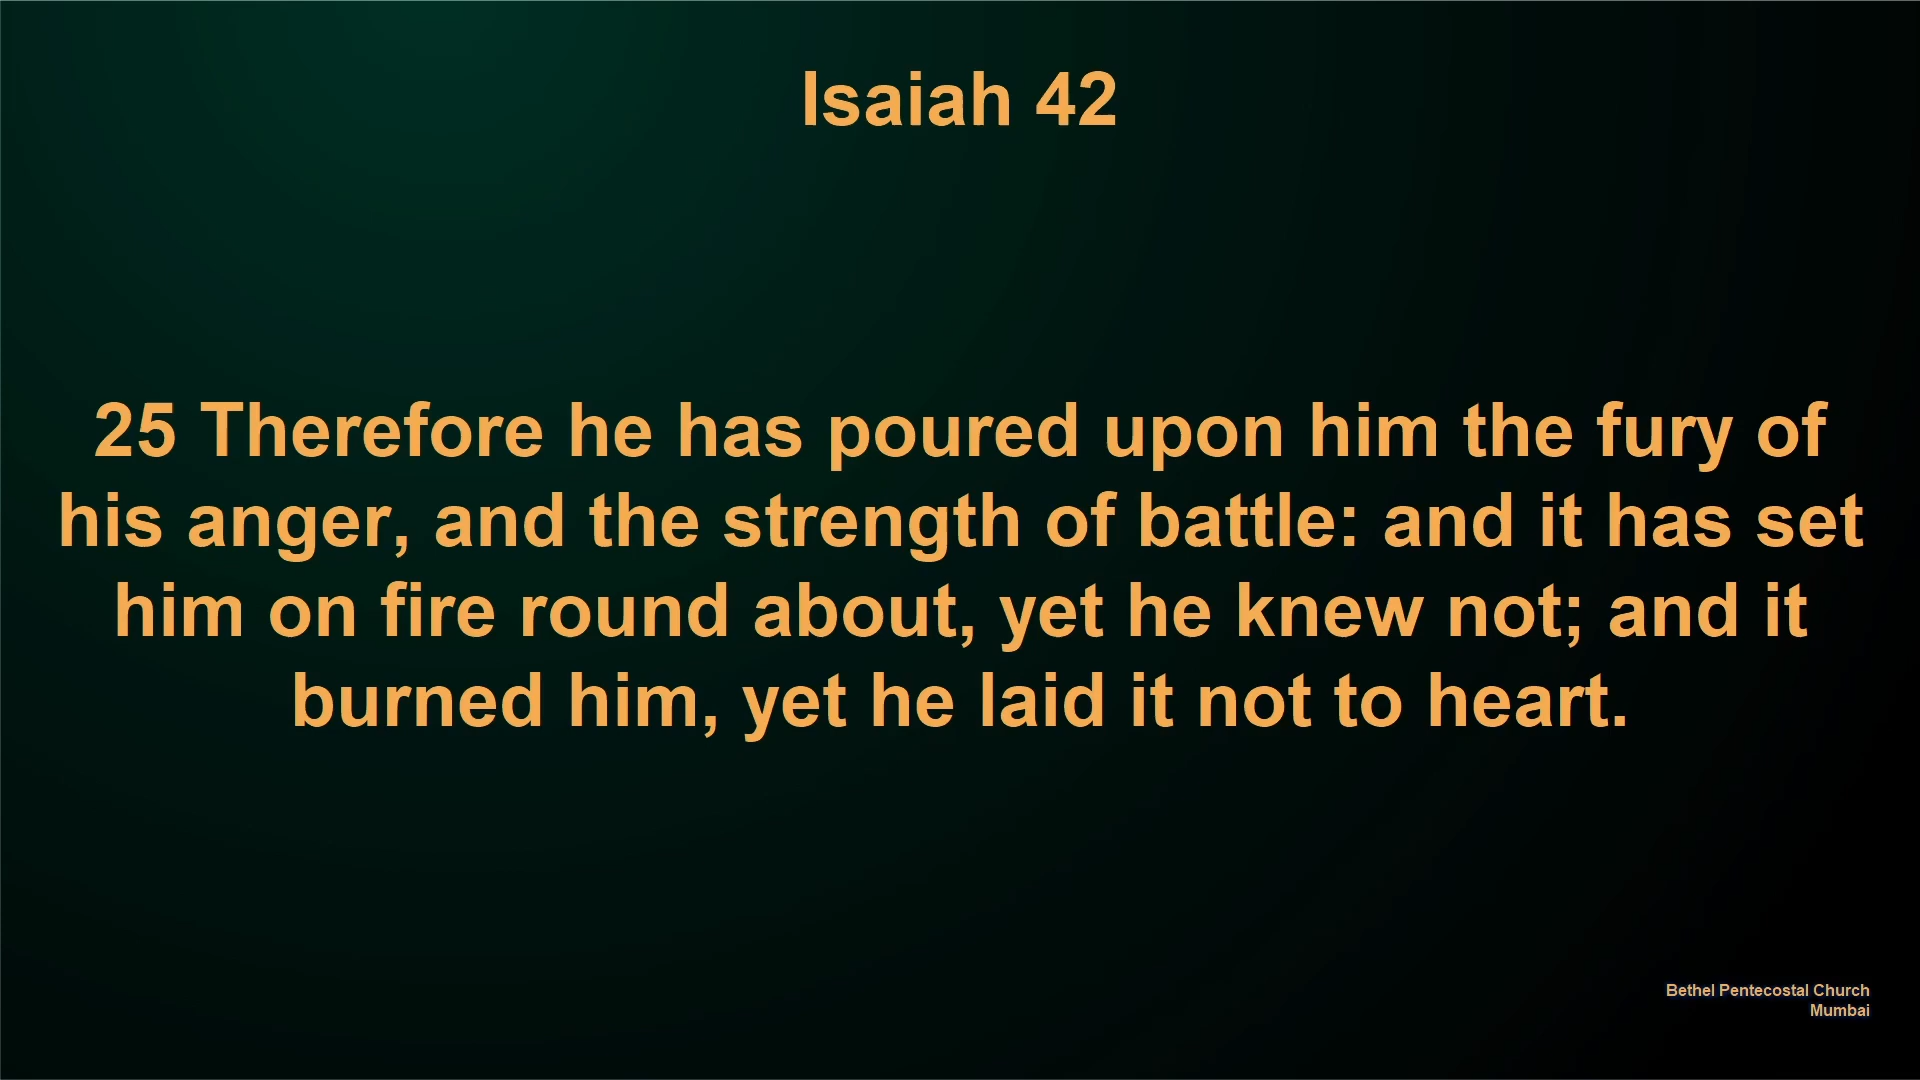 Isaiah 42
25 Therefore he has poured upon him the fury of
his anger, and the strength of battle: and it has set
him on fire round about, yet he knew not; and it
burned him, yet he laid it not to heart.
Bethel Pentecostal Church
Mumbai